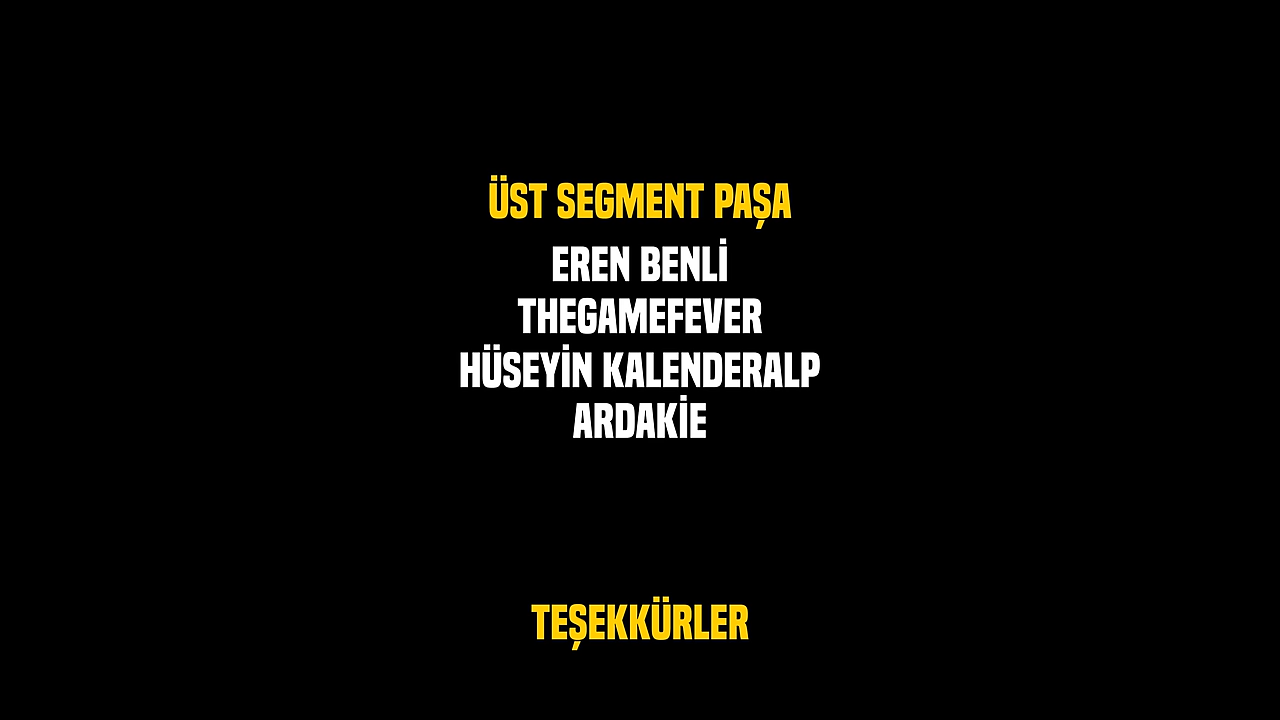 ÜST SEGMENT PAŞA
EREN BENLİ
THEGAMEFEVER
HÜSEYİN KALENDERALP
ARDAKİE
TEŞEKKÜRLER